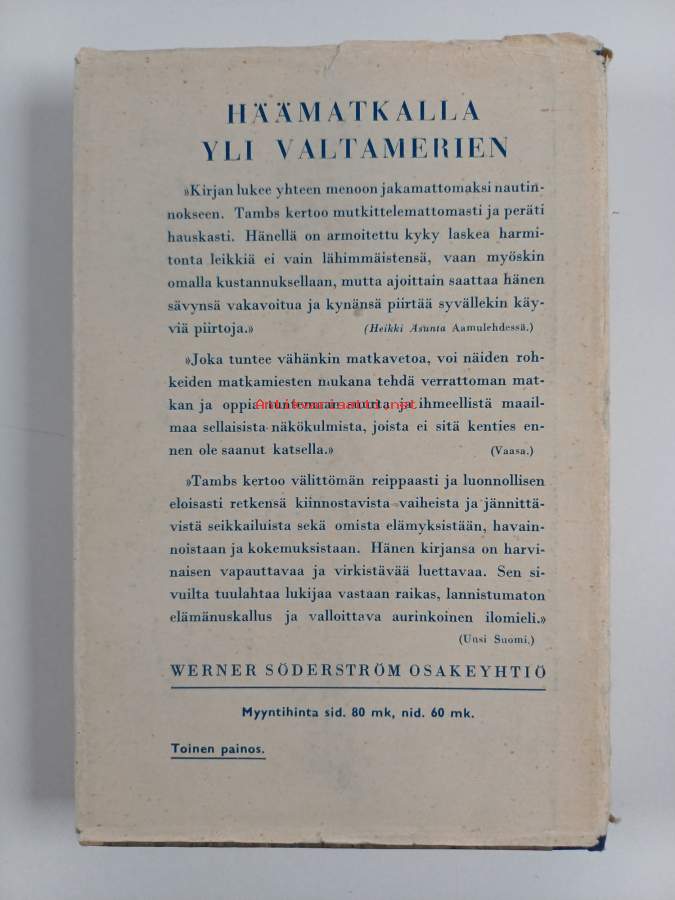 HÄÄMATKALLA
YLI VALTAMERIEN
»Kirjan lukee yhteen menoon jakamattomaksi nautin-
nokseen. Tambs kertoo mutkittelemattomasti ja peräti
hauskasti. Hänellä on armoitettu kyky laskea harmi-
tonta leikkiä ei vain lähimmäistensä, vaan myöskin
omalla kustannuksellaan, mutta ajoittain saattaa hänen
sävynsä vakavoitua ja kynänsä piirtää syvällekin käy-
viä piirtoja.» (Heikki Asunta Aamulehdessä.)
»Joka tuntee vähänkin matkavetoa, voi näiden roh-
keiden matkamiesten mukana tehdä verrattoman mat-
kan ja oppia tuntemaan suurta ja ihmeellistä maail-
Antikvariaatti.net
maa sellaisista näkökulmista, joista ei sitä kenties en-
nen ole saanut katsella.» (Vaasa.)
»Tambs kertoo välittömän reippaasti ja luonnollisen
eloisasti retkensä kiinnostavista vaiheista ja jännittä-
vistä seikkailuista sekä omista elämyksistään, havain-
noistaan ja kokemuksistaan. Hänen kirjansa on harvi-
naisen vapauttavaa ja virkistävää luettavaa. Sen si-
vuilta tuulahtaa lukijaa vastaan raikas, lannistumaton
elämänuskallus ja valloittava aurinkoinen ilomieli.»
(Uusi Suomi.)
WERNER SÖDERSTRÖM OSAKEYHTIÖ
Myyntihinta sid. 80 mk, nid. 60 mk.
Toinen painos.